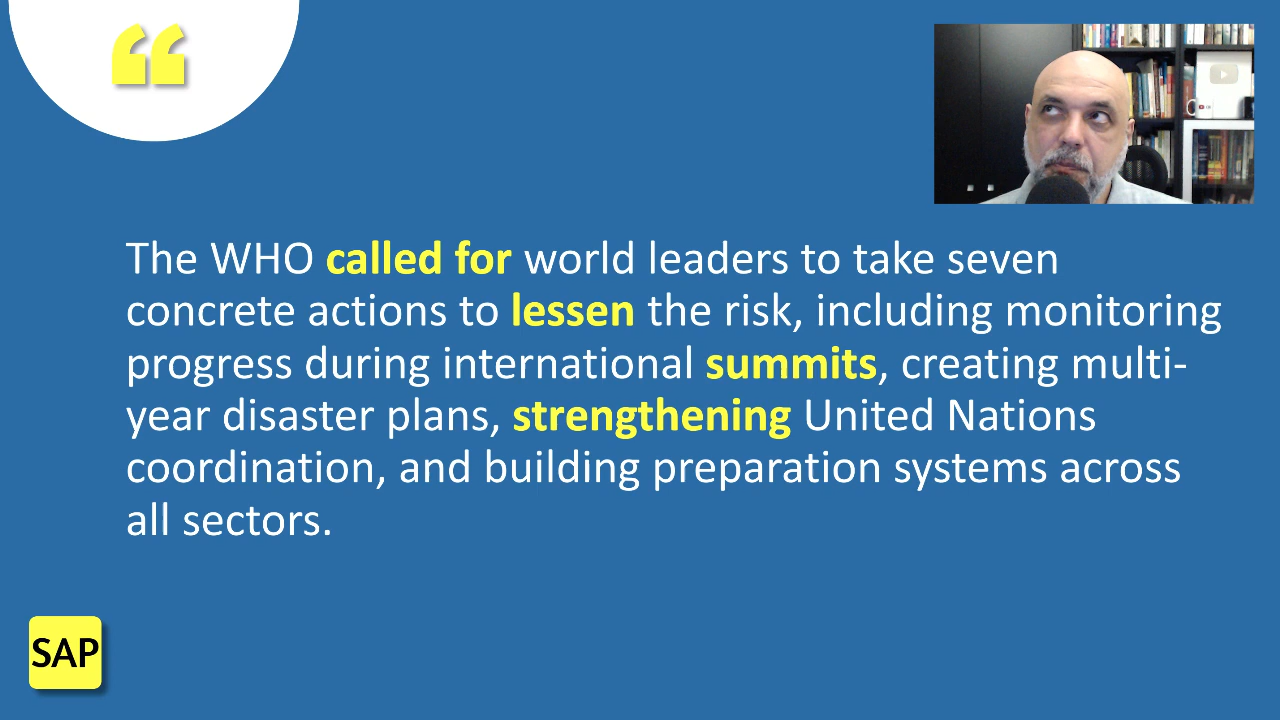 “
The WHO called for world leaders to take seven
concrete actions to lessen the risk, including monitoring
progress during international summits, creating multi-
year disaster plans, strengthening United Nations
coordination, and building preparation systems across
all sectors.
SAP